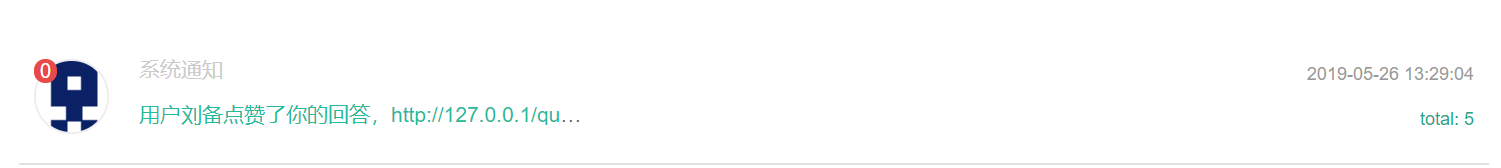 0
系统通知
2019-05-26 13:29:04
用户刘备点赞了你的回答，http://127.0.0.1/qu...
total: 5